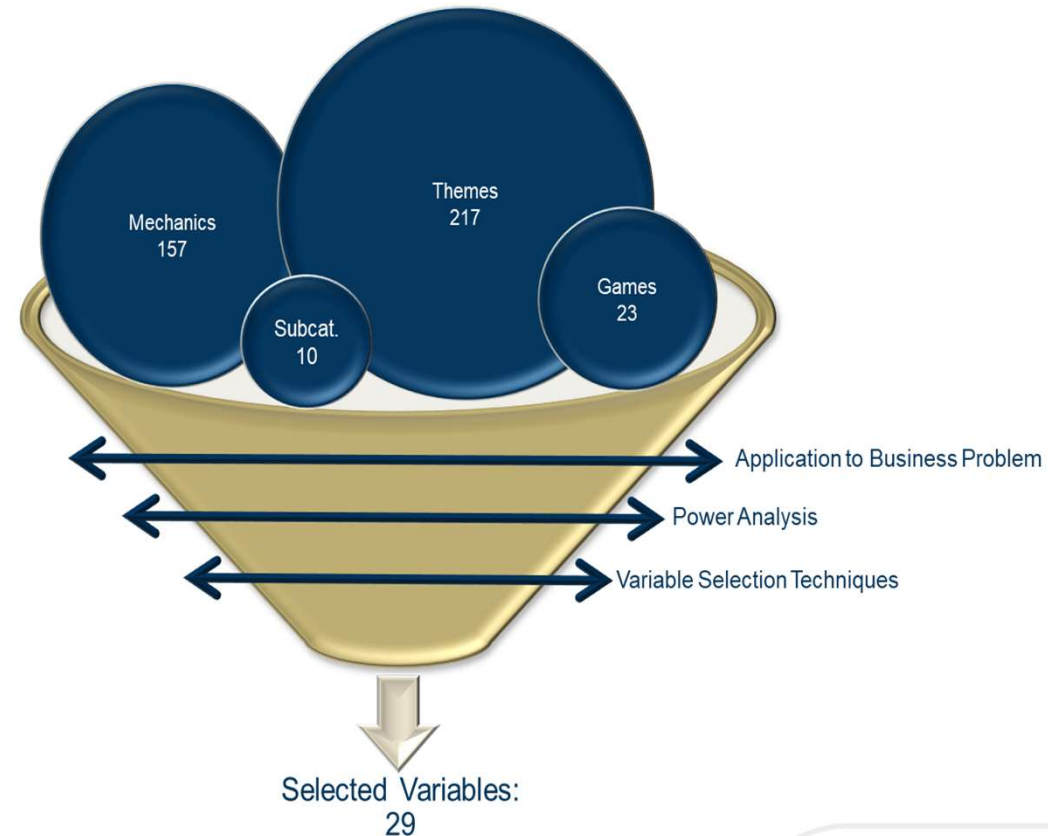 Themes
217
Mechanics
157
Games
23
Subcat.
10
Application to Business Problem
Power Analysis
Variable Selection Techniques
Selected Variables:
29